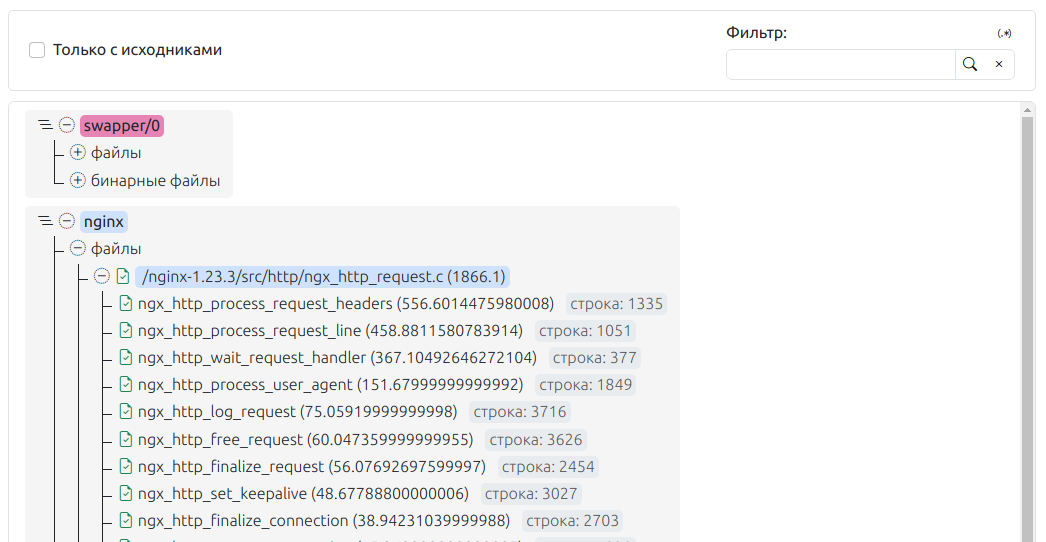 Только с исходниками
Фильтр:
(.*)
swapper/0
файлы
бинарные файлы
nginx
файлы
/nginx-1.23.3/src/http/ngx_http_request.c (1866.1)
ngx_http_process_request_headers (556.6014475980008) строка: 1335
ngx_http_process_request_line (458.8811580783914) строка: 1051
ngx_http_wait_request_handler (367.10492646272104) строка: 377
ngx_http_process_user_agent (151.67999999999992) строка: 1849
ngx_http_log_request (75.05919999999998) строка: 3716
ngx_http_free_request (60.047359999999955) строка: 3626
ngx_http_finalize_request (56.07692697599997) строка: 2454
ngx_http_set_keepalive (48.67788800000006) строка: 3027
ngx_http_finalize_connection (38.94231039999988) строка: 2703